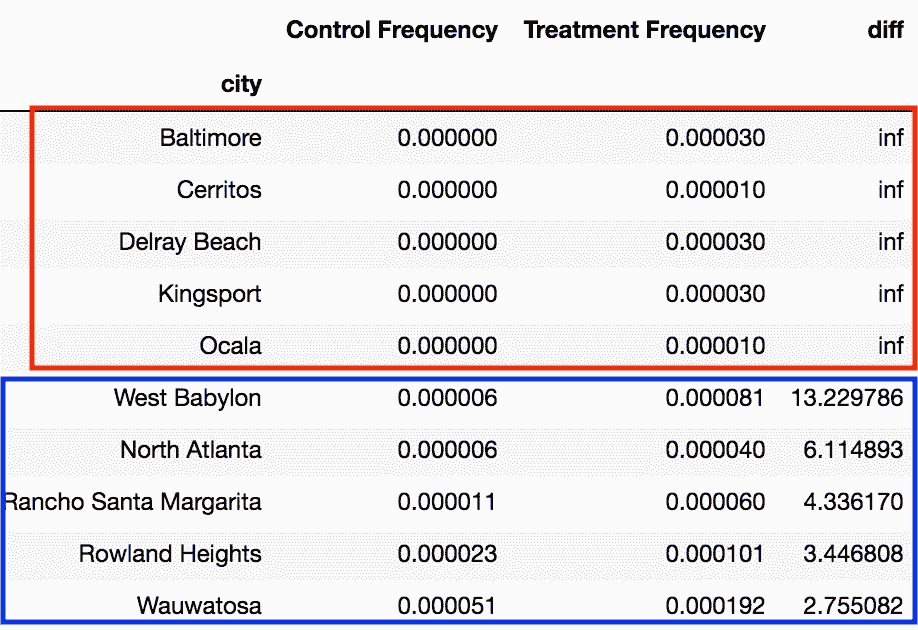 Control Frequency Treatment Frequency diff
city
Baltimore 0.000000 0.000030 inf
Cerritos 0.000000 0.000010 inf
Delray Beach 0.000000 0.000030 inf
Kingsport 0.000000 0.000030 inf
Ocala 0.000000 0.000010 inf
West Babylon 0.000006 0.000081 13.229786
North Atlanta 0.000006 0.000040 6.114893
Rancho Santa Margarita 0.000011 0.000060 4.336170
Rowland Heights 0.000023 0.000101 3.446808
Wauwatosa 0.000051 0.000192 2.755082